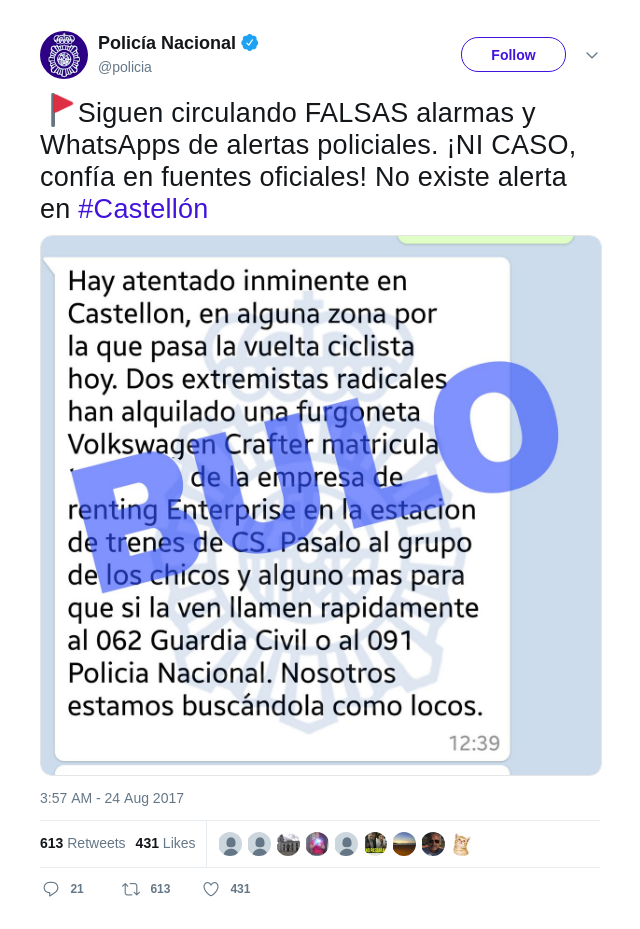 Policía Nacional
@policia
Follow
Siguen circulando FALSAS alarmas y
WhatsApps de alertas policiales. ¡NI CASO,
confía en fuentes oficiales! No existe alerta
en #Castellón
Hay atentado inminente en
Castellon, en alguna zona por
la que pasa la vuelta ciclista
hoy. Dos extremistas radicales
han alquilado una furgoneta
Volkswagen Crafter matricula
de la empresa de
renting Enterprise en la estacion
de trenes de CS. Pasalo al grupo
de los chicos y alguno mas para
que si la ven llamen rapidamente
al 062 Guardia Civil o al 091
Policia Nacional. Nosotros
estamos buscándola como locos.
12:39
BULO
3:57 AM - 24 Aug 2017
613 Retweets 431 Likes
21 613 431